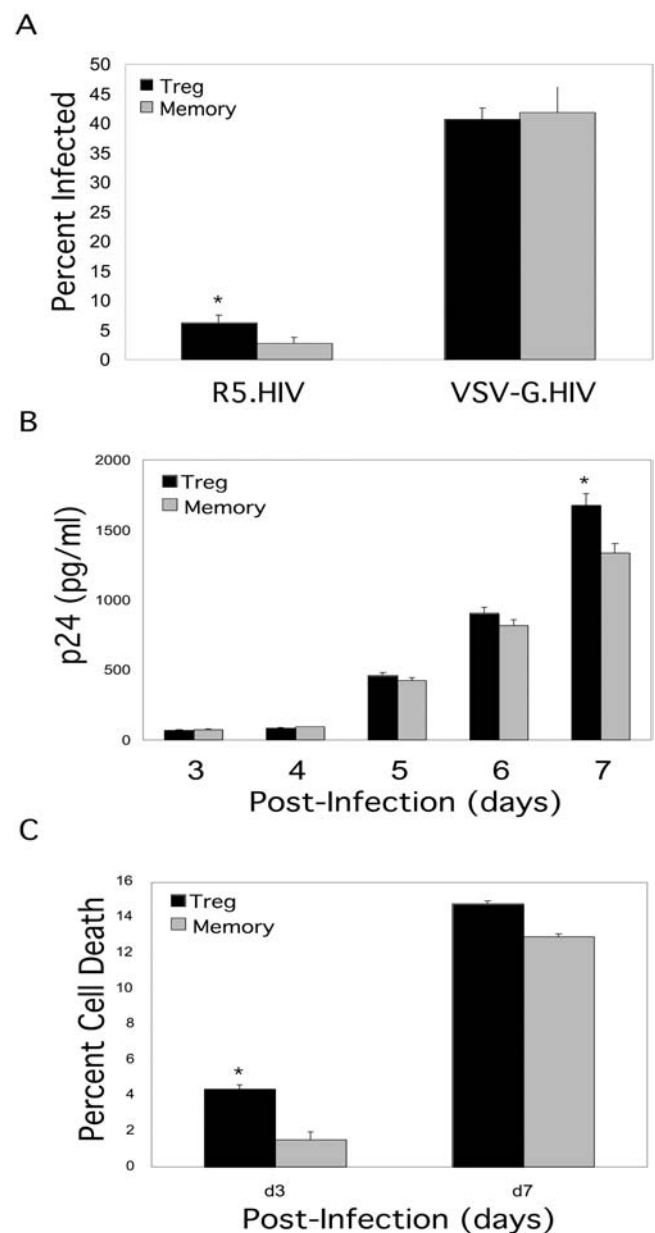 A
Percent Infected
50
45
40
35
30
25
20
15
10
5
0
Treg
Memory
*
R5.HIV VSV-G.HIV
B
p24 (pg/ml)
2000
1500
1000
500
0
Treg
Memory
*
3 4 5 6 7
Post-Infection (days)
C
Percent Cell Death
16
14
12
10
8
6
4
2
0
Treg
Memory
*
d3 d7
Post-Infection (days)